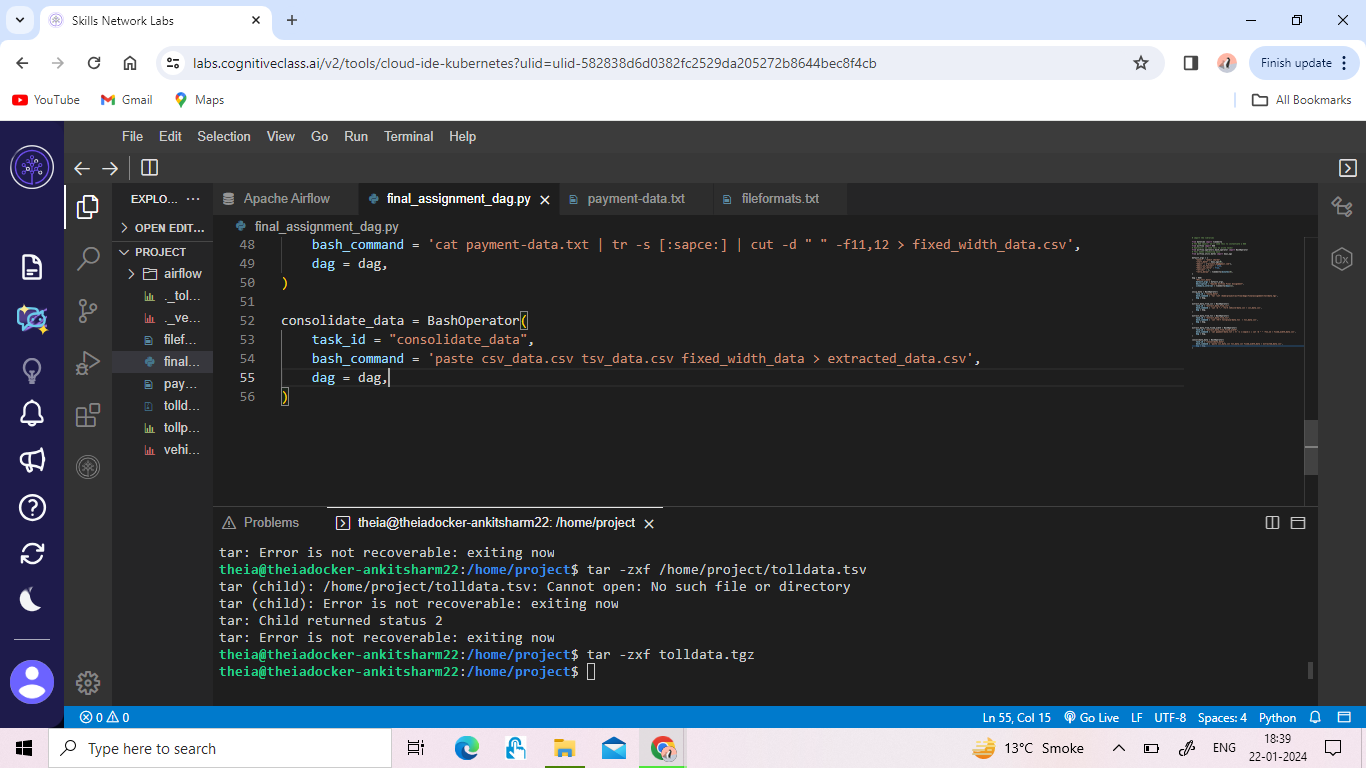 Skills Network Labs
labs.cognitiveclass.ai/v2/tools/cloud-ide-kubernetes?ulid=ulid-582838d6d0382fc2529da205272b8644bec8f4cb
Finish update
YouTube
Gmail
Maps
All Bookmarks
File Edit Selection View Go Run Terminal Help
EXPLO... ...
Apache Airflow
final_assignment_dag.py
payment-data.txt
fileformats.txt
OPEN EDIT...
final_assignment_dag.py
PROJECT
airflow
._tol...
._ve...
filef...
final...
pay...
tolld...
tollp...
vehi...
48 bash_command = 'cat payment-data.txt | tr -s [:sapce:] | cut -d " " -f11,12 > fixed_width_data.csv',
49 dag = dag,
50 )
51
52 consolidate_data = BashOperator(
53 task_id = "consolidate_data",
54 bash_command = 'paste csv_data.csv tsv_data.csv fixed_width_data > extracted_data.csv',
55 dag = dag,
56 )
Problems
theia@theiadocker-ankitsharm22: /home/project
tar: Error is not recoverable: exiting now
theia@theiadocker-ankitsharm22:/home/project$ tar -zxf /home/project/tolldata.tsv
tar (child): /home/project/tolldata.tsv: Cannot open: No such file or directory
tar (child): Error is not recoverable: exiting now
tar: Child returned status 2
tar: Error is not recoverable: exiting now
theia@theiadocker-ankitsharm22:/home/project$ tar -zxf tolldata.tgz
theia@theiadocker-ankitsharm22:/home/project$
0 0
Ln 55, Col 15 Go Live LF UTF-8 Spaces: 4 Python
Type here to search
13°C Smoke
ENG
18:39
22-01-2024